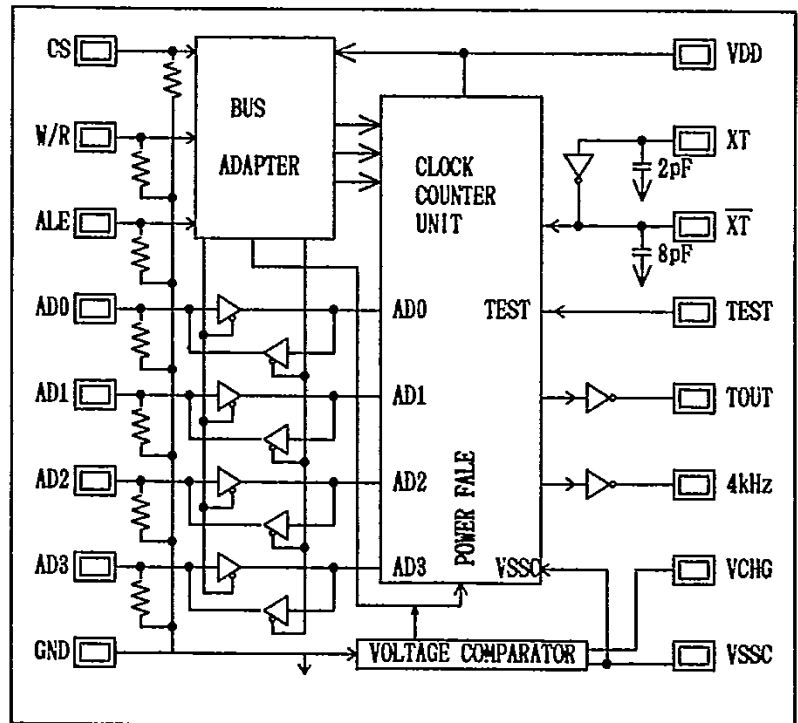 CS
W/R
ALE
AD0
AD1
AD2
AD3
GND
BUS
ADAPTER
CLOCK
COUNTER
UNIT
AD0
AD1
AD2
AD3
TEST
POWER FALE
VSSC
VOLTAGE COMPARATOR
VDD
XT
2pF
XT
8pF
TEST
TOUT
4kHz
VCHG
VSSC